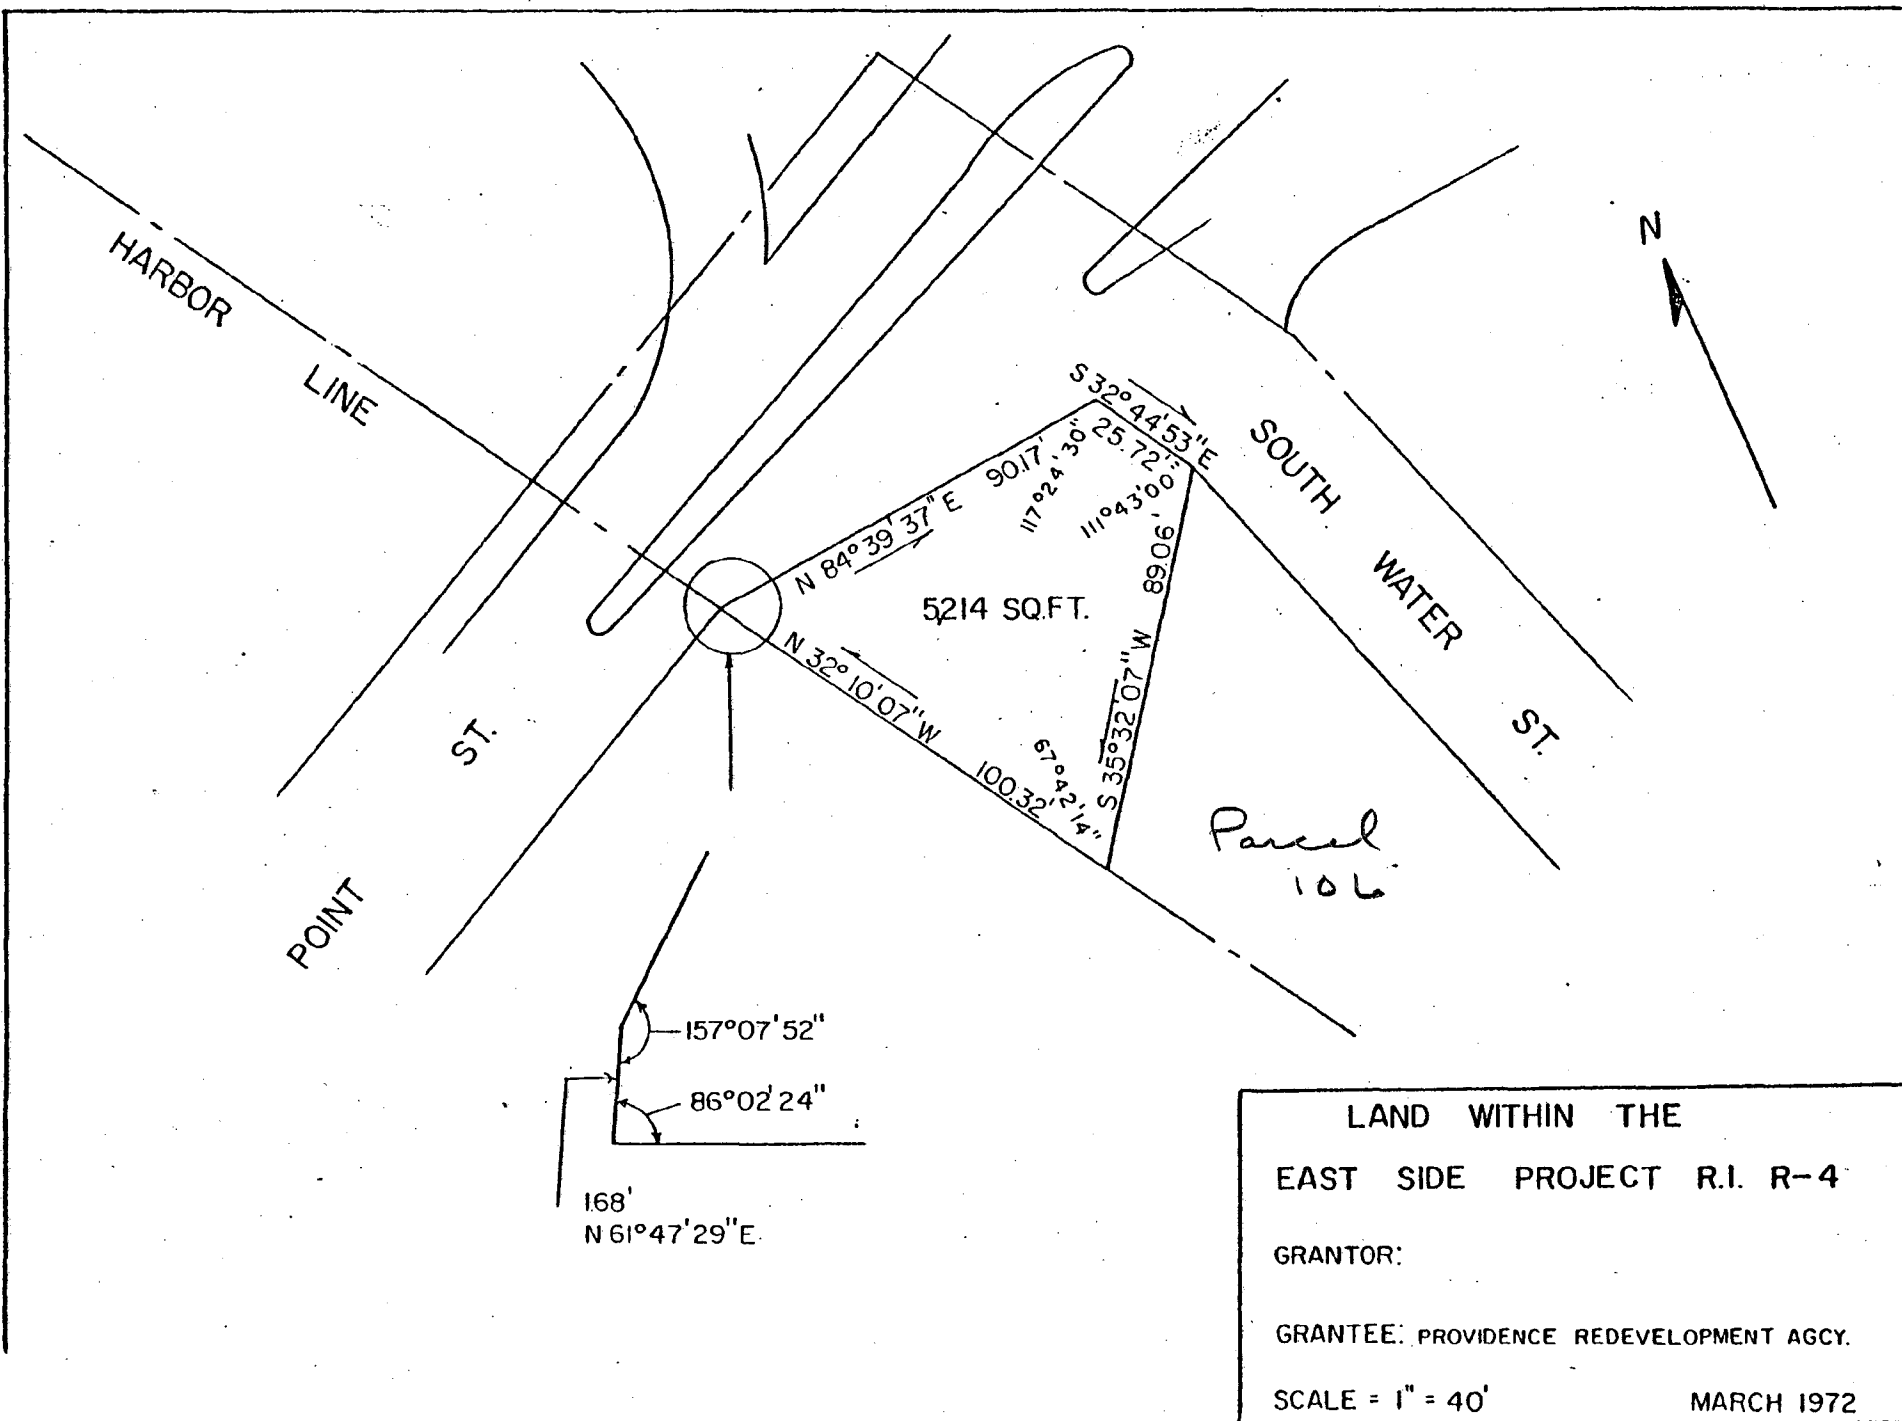 N
HARBOR
LINE
S 32°44'53"E
25.72'±
SOUTH WATER ST.
N 84°39'37"E 90.17'
117°24'30"
111°43'00"
89.06'
S 35°32'07"W
5214 SQ.FT.
N 32°10'07"W
100.32'
67°42'14"
POINT ST.
Parcel
106
157°07'52"
86°02'24"
1.68'
N 61°47'29"E
LAND WITHIN THE
EAST SIDE PROJECT R.I. R-4
GRANTOR:
GRANTEE: PROVIDENCE REDEVELOPMENT AGCY.
SCALE = 1" = 40' MARCH 1972